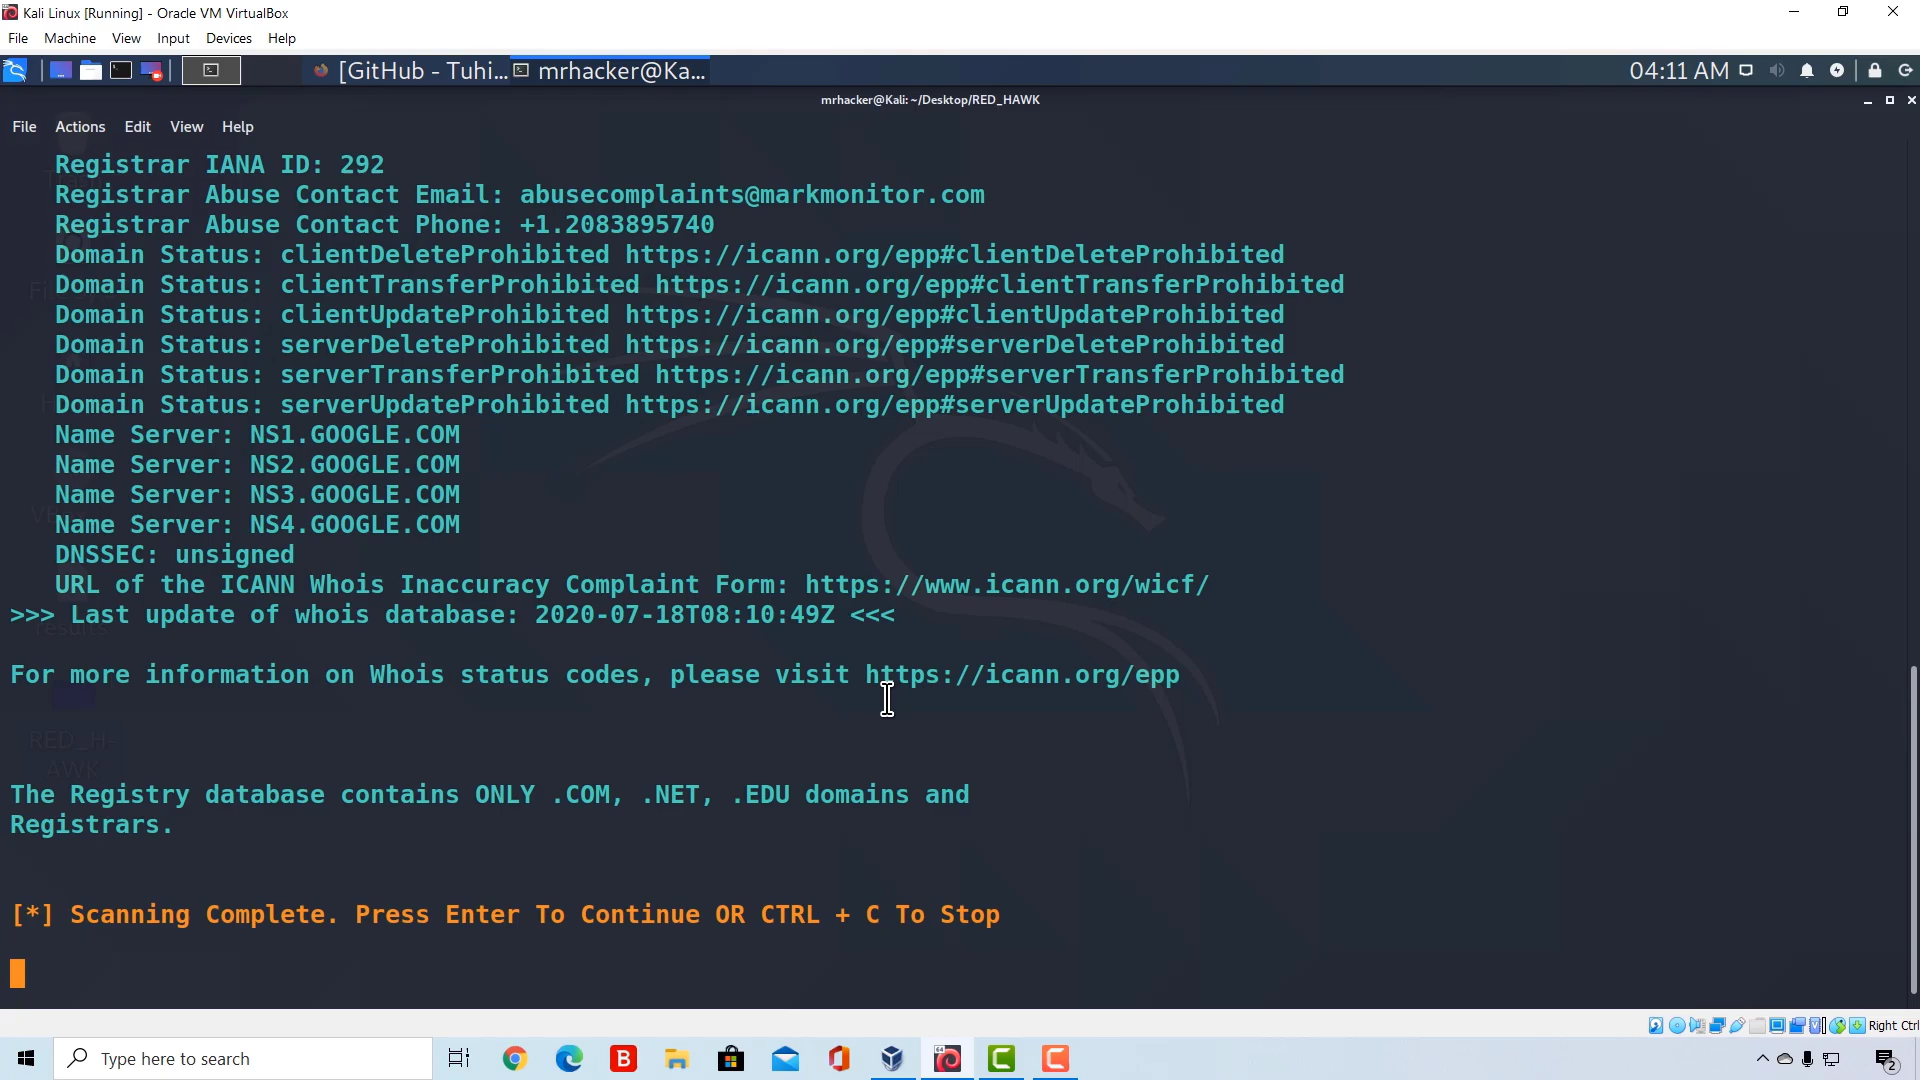 Kali Linux [Running] - Oracle VM VirtualBox
File Machine View Input Devices Help
[GitHub - Tuhi... mrhacker@Ka... 04:11 AM
mrhacker@Kali: ~/Desktop/RED_HAWK
File Actions Edit View Help
Registrar IANA ID: 292
Registrar Abuse Contact Email: abusecomplaints@markmonitor.com
Registrar Abuse Contact Phone: +1.2083895740
Domain Status: clientDeleteProhibited https://icann.org/epp#clientDeleteProhibited
Domain Status: clientTransferProhibited https://icann.org/epp#clientTransferProhibited
Domain Status: clientUpdateProhibited https://icann.org/epp#clientUpdateProhibited
Domain Status: serverDeleteProhibited https://icann.org/epp#serverDeleteProhibited
Domain Status: serverTransferProhibited https://icann.org/epp#serverTransferProhibited
Domain Status: serverUpdateProhibited https://icann.org/epp#serverUpdateProhibited
Name Server: NS1.GOOGLE.COM
Name Server: NS2.GOOGLE.COM
Name Server: NS3.GOOGLE.COM
Name Server: NS4.GOOGLE.COM
DNSSEC: unsigned
URL of the ICANN Whois Inaccuracy Complaint Form: https://www.icann.org/wicf/
>>> Last update of whois database: 2020-07-18T08:10:49Z <<<
For more information on Whois status codes, please visit https://icann.org/epp
RED_H-
AWK
The Registry database contains ONLY .COM, .NET, .EDU domains and
Registrars.
[*] Scanning Complete. Press Enter To Continue OR CTRL + C To Stop
Right Ctrl
Type here to search
2